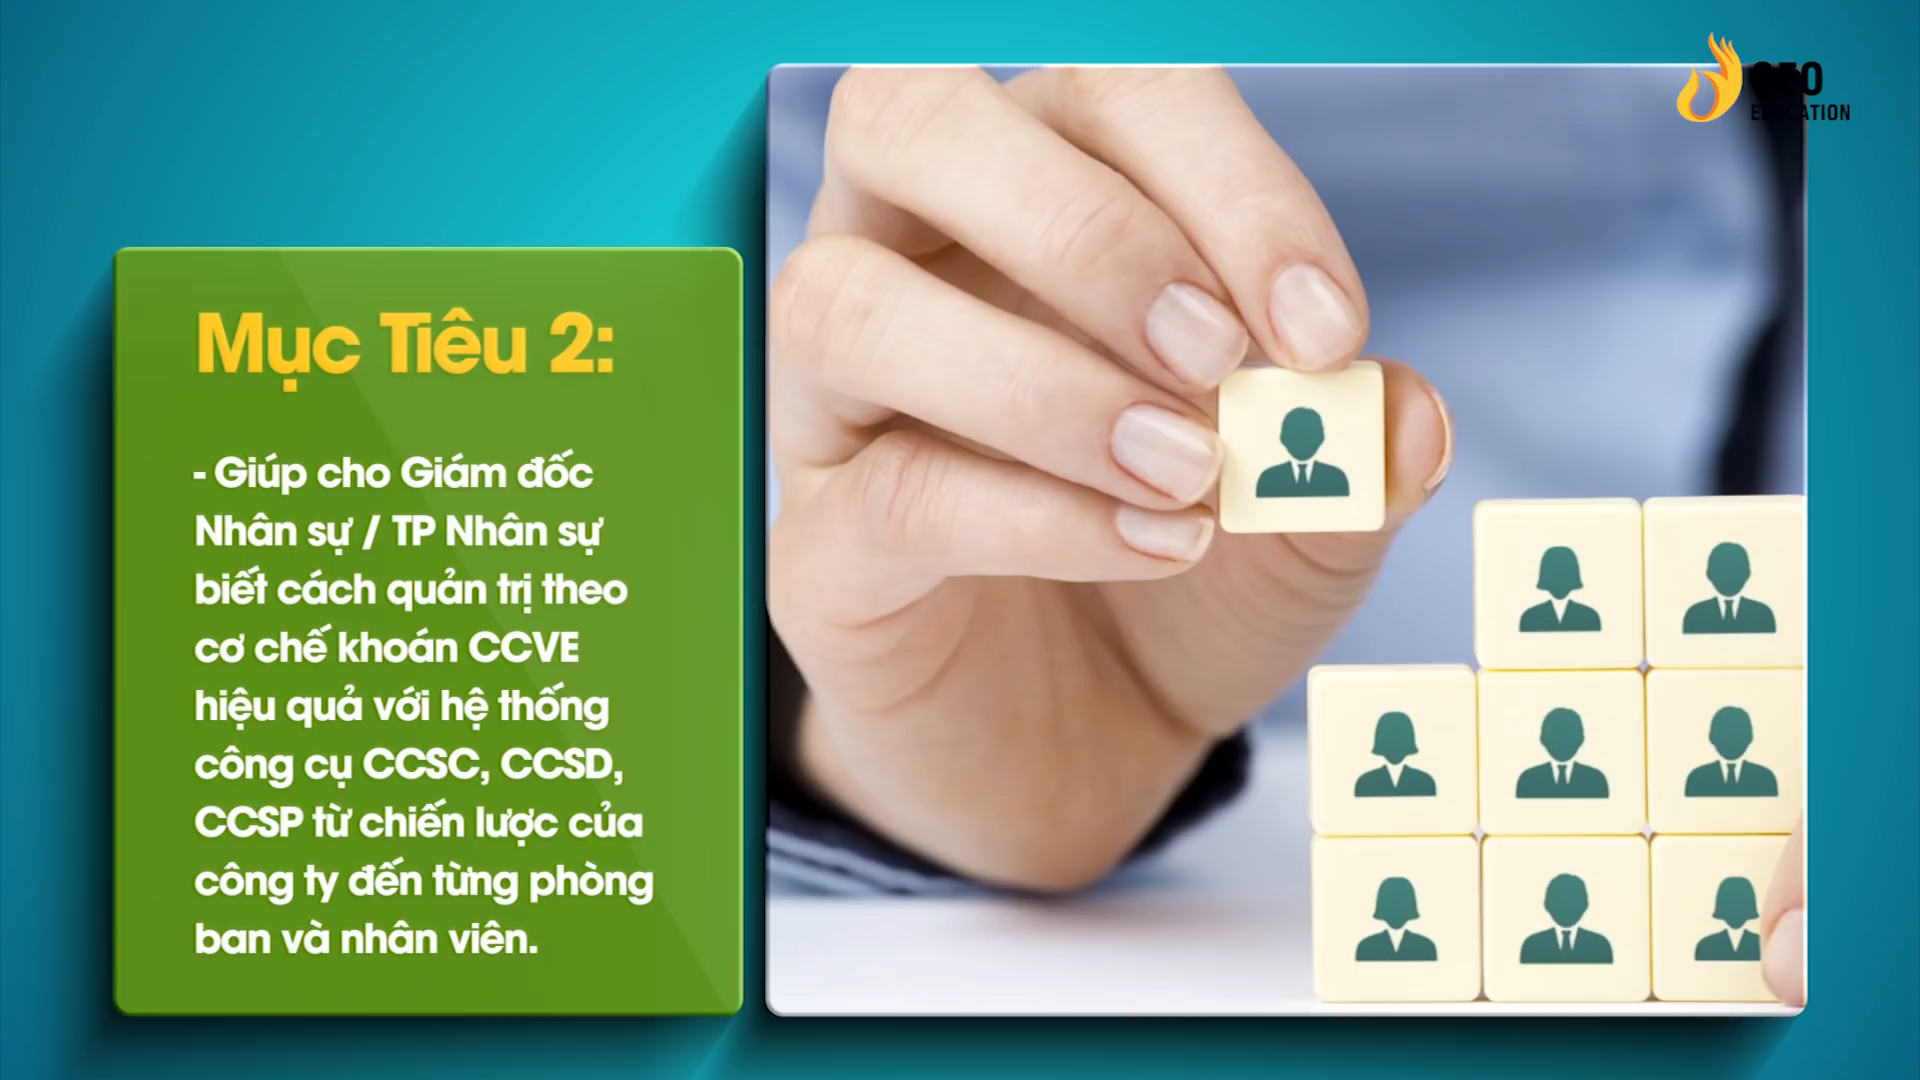 CEO
EDUCATION
Mục Tiêu 2:
- Giúp cho Giám đốc
Nhân sự / TP Nhân sự
biết cách quản trị theo
cơ chế khoán CCVE
hiệu quả với hệ thống
công cụ CCSC, CCSD,
CCSP từ chiến lược của
công ty đến từng phòng
ban và nhân viên.